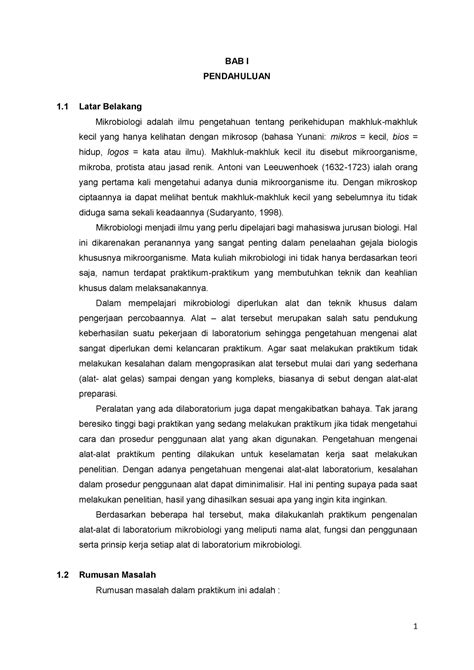 BAB I
PENDAHULUAN
1.1 Latar Belakang
Mikrobiologi adalah ilmu pengetahuan tentang perikehidupan makhluk-makhluk
kecil yang hanya kelihatan dengan mikrosop (bahasa Yunani: mikros = kecil, bios =
hidup, logos = kata atau ilmu). Makhluk-makhluk kecil itu disebut mikroorganisme,
mikroba, protista atau jasad renik. Antoni van Leeuwenhoek (1632-1723) ialah orang
yang pertama kali mengetahui adanya dunia mikroorganisme itu. Dengan mikroskop
ciptaannya ia dapat melihat bentuk makhluk-makhluk kecil yang sebelumnya itu tidak
diduga sama sekali keadaannya (Sudaryanto, 1998).
Mikrobiologi menjadi ilmu yang perlu dipelajari bagi mahasiswa jurusan biologi. Hal
ini dikarenakan peranannya yang sangat penting dalam penelaahan gejala biologis
khususnya mikroorganisme. Mata kuliah mikrobiologi ini tidak hanya berdasarkan teori
saja, namun terdapat praktikum-praktikum yang membutuhkan teknik dan keahlian
khusus dalam melaksanakannya.
Dalam mempelajari mikrobiologi diperlukan alat dan teknik khusus dalam
pengerjaan percobaannya. Alat – alat tersebut merupakan salah satu pendukung
keberhasilan suatu pekerjaan di laboratorium sehingga pengetahuan mengenai alat
sangat diperlukan demi kelancaran praktikum. Agar saat melakukan praktikum tidak
melakukan kesalahan dalam mengoprasikan alat tersebut mulai dari yang sederhana
(alat- alat gelas) sampai dengan yang kompleks, biasanya di sebut dengan alat-alat
preparasi.
Peralatan yang ada dilaboratorium juga dapat mengakibatkan bahaya. Tak jarang
beresiko tinggi bagi praktikan yang sedang melakukan praktikum jika tidak mengetahui
cara dan prosedur penggunaan alat yang akan digunakan. Pengetahuan mengenai
alat-alat praktikum penting dilakukan untuk keselamatan kerja saat melakukan
penelitian. Dengan adanya pengetahuan mengenai alat-alat laboratorium, kesalahan
dalam prosedur penggunaan alat dapat diminimalisir. Hal ini penting supaya pada saat
melakukan penelitian, hasil yang dihasilkan sesuai apa yang ingin kita inginkan.
Berdasarkan beberapa hal tersebut, maka dilakukanlah praktikum pengenalan
alat-alat di laboratorium mikrobiologi yang meliputi nama alat, fungsi dan penggunaan
serta prinsip kerja setiap alat di laboratorium mikrobiologi.
1.2 Rumusan Masalah
Rumusan masalah dalam praktikum ini adalah :
1